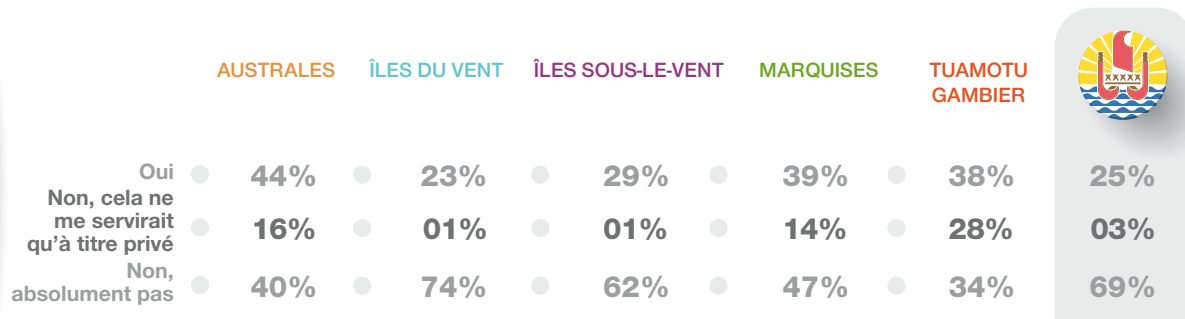 AUSTRALES ÎLES DU VENT ÎLES SOUS-LE-VENT MARQUISES TUAMOTU
GAMBIER
Oui 44% 23% 29% 39% 38% 25%
Non, cela ne
me servirait
qu'à titre privé 16% 01% 01% 14% 28% 03%
Non,
absolument pas 40% 74% 62% 47% 34% 69%